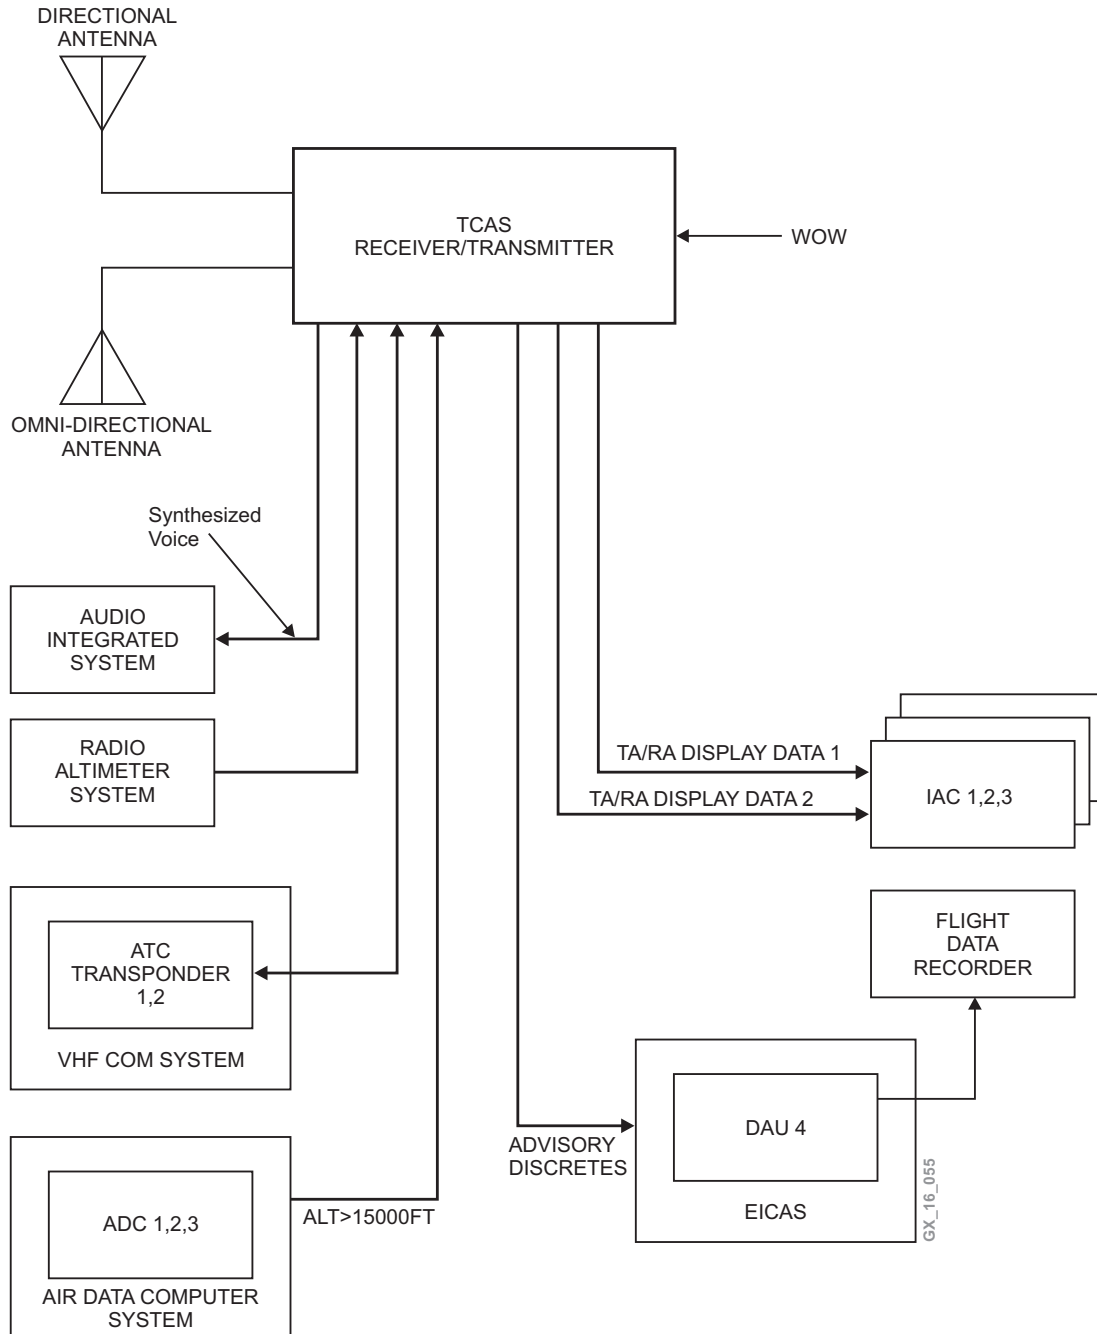 DIRECTIONAL
ANTENNA
TCAS
RECEIVER/TRANSMITTER
WOW
OMNI-DIRECTIONAL
ANTENNA
Synthesized
Voice
AUDIO
INTEGRATED
SYSTEM
RADIO
ALTIMETER
SYSTEM
TA/RA DISPLAY DATA 1
TA/RA DISPLAY DATA 2
IAC 1,2,3
FLIGHT
DATA
RECORDER
ATC
TRANSPONDER
1,2
VHF COM SYSTEM
ADVISORY
DISCRETES
DAU 4
EICAS
ADC 1,2,3
ALT>15000FT
AIR DATA COMPUTER
SYSTEM
GX_16_055